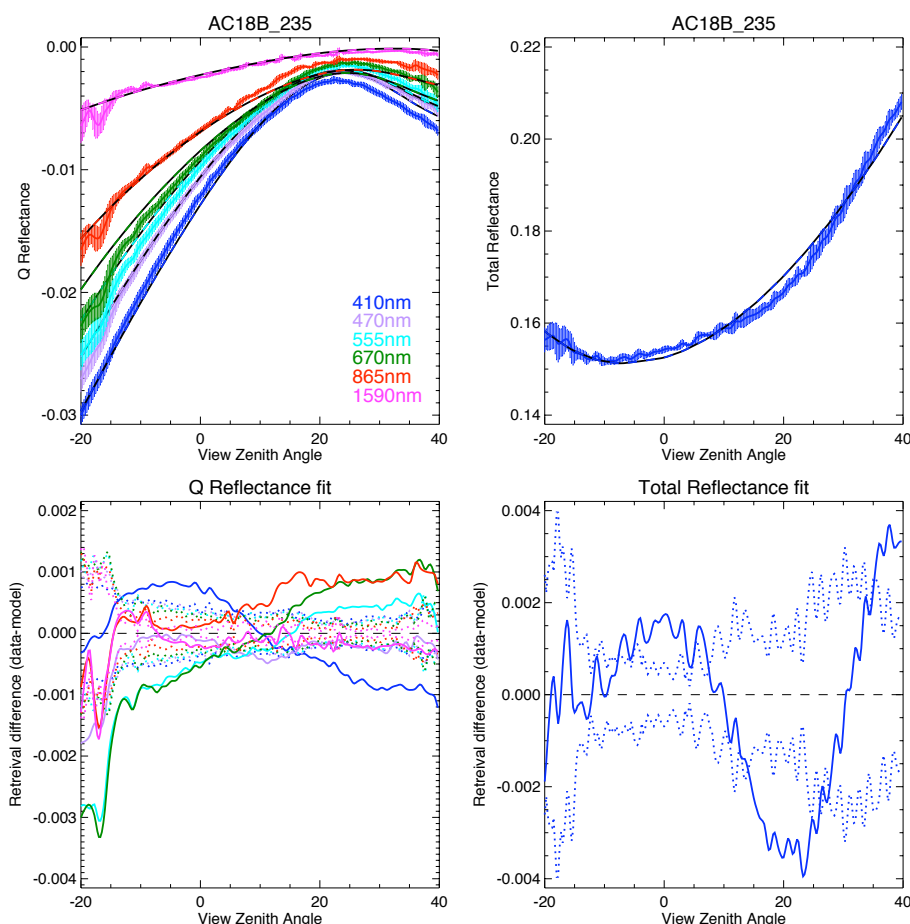 AC18B_235
0.00
-0.01
-0.02
-0.03
Q Reflectance
410nm
470nm
555nm
670nm
865nm
1590nm
-20
0
20
40
View Zenith Angle
AC18B_235
0.22
0.20
0.18
0.16
0.14
Total Reflectance
-20
0
20
40
View Zenith Angle
Q Reflectance fit
0.002
0.001
0.000
-0.001
-0.002
-0.003
-0.004
Retreival difference (data-model)
-20
0
20
40
View Zenith Angle
Total Reflectance fit
0.004
0.002
0.000
-0.002
-0.004
Retreival difference (data-model)
-20
0
20
40
View Zenith Angle